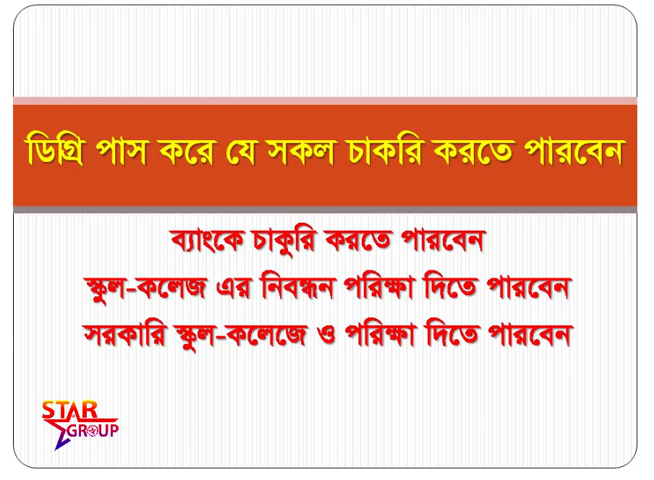 ডিগ্রি পাস করে যে সকল চাকরি করতে পারবেন
ব্যাংকে চাকুরি করতে পারবেন
স্কুল-কলেজ এর নিবন্ধন পরিক্ষা দিতে পারবেন
সরকারি স্কুল-কলেজে ও পরিক্ষা দিতে পারবেন
STAR
GROUP